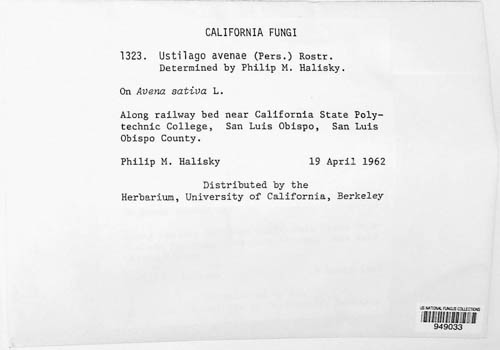 CALIFORNIA FUNGI
1323. Ustilago avenae (Pers.) Rostr.
Determined by Philip M. Halisky.
On Avena sativa L.
Along railway bed near California State Poly-
technic College, San Luis Obispo, San Luis
Obispo County.
Philip M. Halisky 19 April 1962
Distributed by the
Herbarium, University of California, Berkeley
US NATIONAL FUNGUS COLLECTIONS
949033